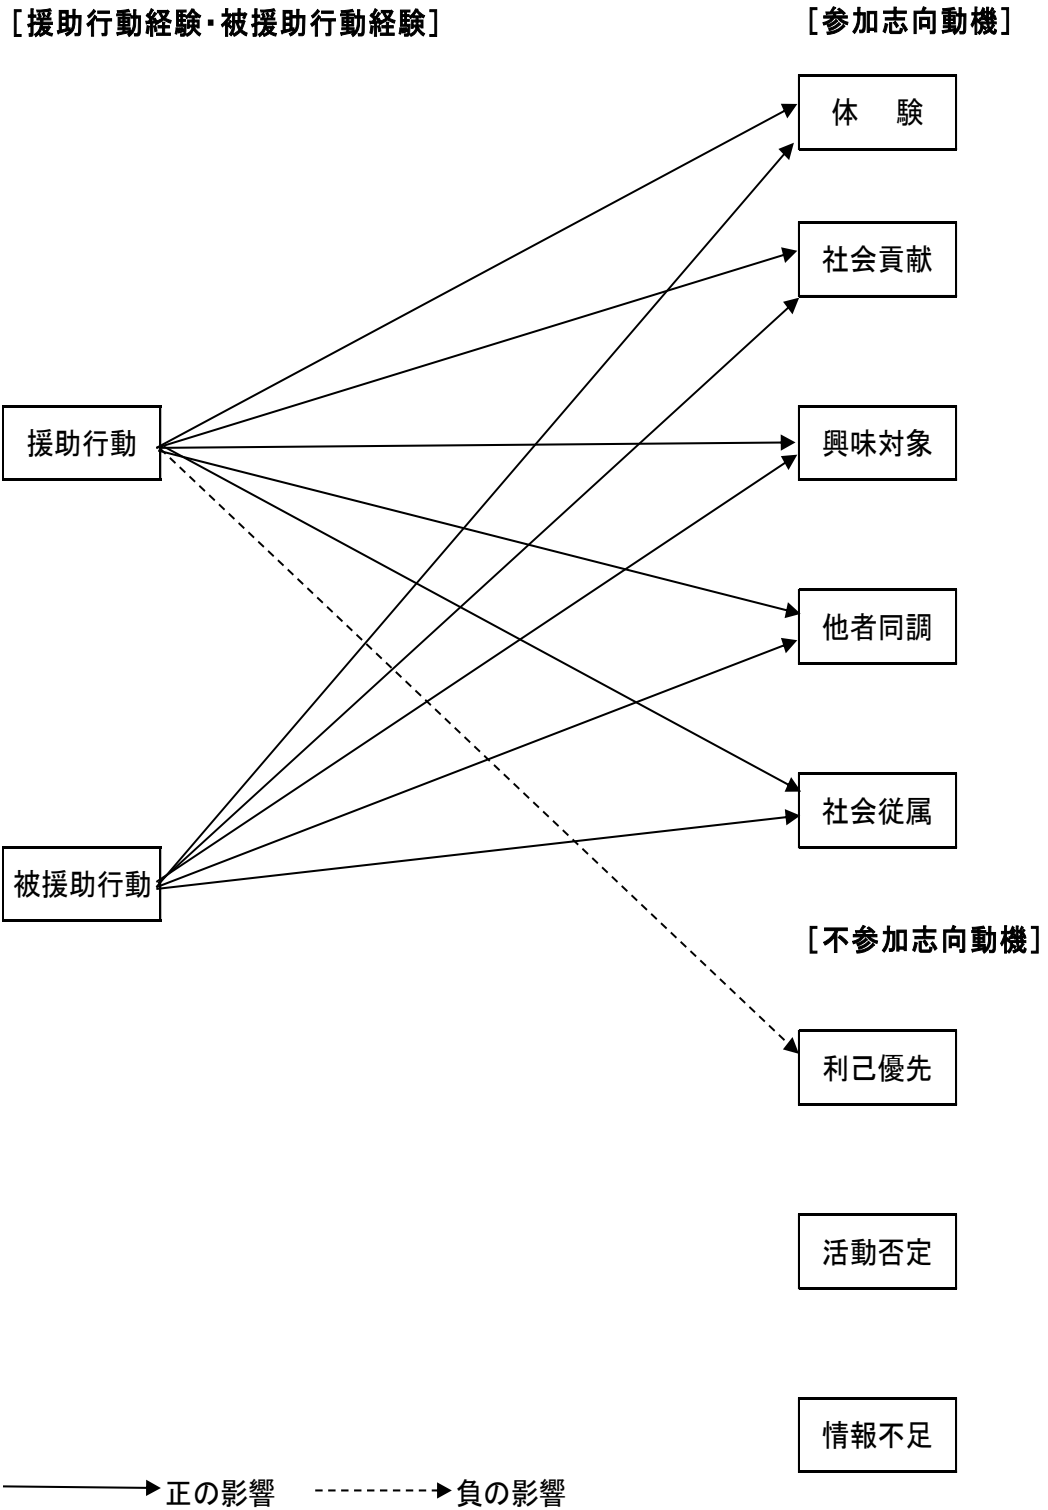 ［援助行動経験・被援助行動経験］
［参加志向動機］
体　験
社会貢献
援助行動
興味対象
他者同調
社会従属
被援助行動
［不参加志向動機］
利己優先
活動否定
情報不足
正の影響
負の影響